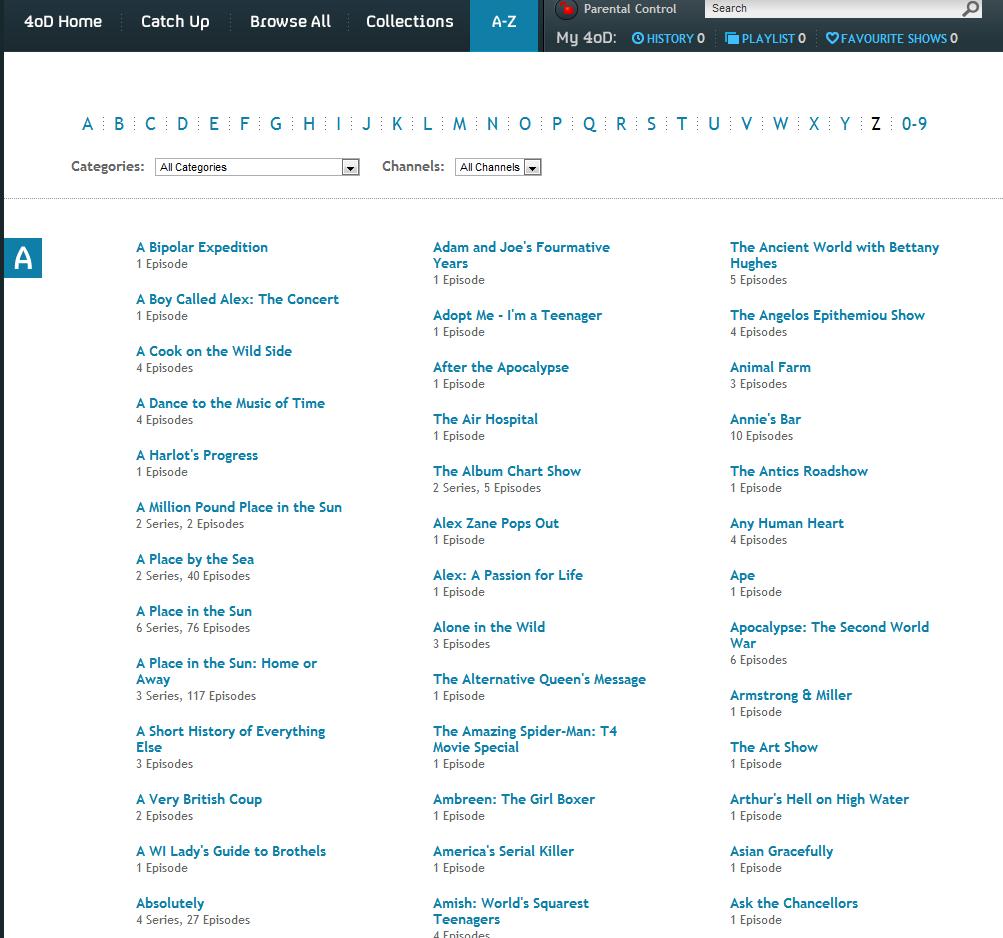 4oD Home Catch Up Browse All Collections A-Z
Parental Control
Search
My 4oD: HISTORY 0 PLAYLIST 0 FAVOURITE SHOWS 0
A B C D E F G H I J K L M N O P Q R S T U V W X Y Z 0-9
Categories: All Categories Channels: All Channels
A
A Bipolar Expedition
1 Episode
A Boy Called Alex: The Concert
1 Episode
A Cook on the Wild Side
4 Episodes
A Dance to the Music of Time
4 Episodes
A Harlot's Progress
1 Episode
A Million Pound Place in the Sun
2 Series, 2 Episodes
A Place by the Sea
2 Series, 40 Episodes
A Place in the Sun
6 Series, 76 Episodes
A Place in the Sun: Home or
Away
3 Series, 117 Episodes
A Short History of Everything
Else
3 Episodes
A Very British Coup
2 Episodes
A WI Lady's Guide to Brothels
1 Episode
Absolutely
4 Series, 27 Episodes
Adam and Joe's Fourmative
Years
1 Episode
Adopt Me - I'm a Teenager
1 Episode
After the Apocalypse
1 Episode
The Air Hospital
1 Episode
The Album Chart Show
2 Series, 5 Episodes
Alex Zane Pops Out
1 Episode
Alex: A Passion for Life
1 Episode
Alone in the Wild
3 Episodes
The Alternative Queen's Message
1 Episode
The Amazing Spider-Man: T4
Movie Special
1 Episode
Ambreen: The Girl Boxer
1 Episode
America's Serial Killer
1 Episode
Amish: World's Squarest
Teenagers
4 Episodes
The Ancient World with Bettany
Hughes
5 Episodes
The Angelos Epithemiou Show
4 Episodes
Animal Farm
3 Episodes
Annie's Bar
10 Episodes
The Antics Roadshow
1 Episode
Any Human Heart
4 Episodes
Ape
1 Episode
Apocalypse: The Second World
War
6 Episodes
Armstrong & Miller
1 Episode
The Art Show
1 Episode
Arthur's Hell on High Water
1 Episode
Asian Gracefully
1 Episode
Ask the Chancellors
1 Episode